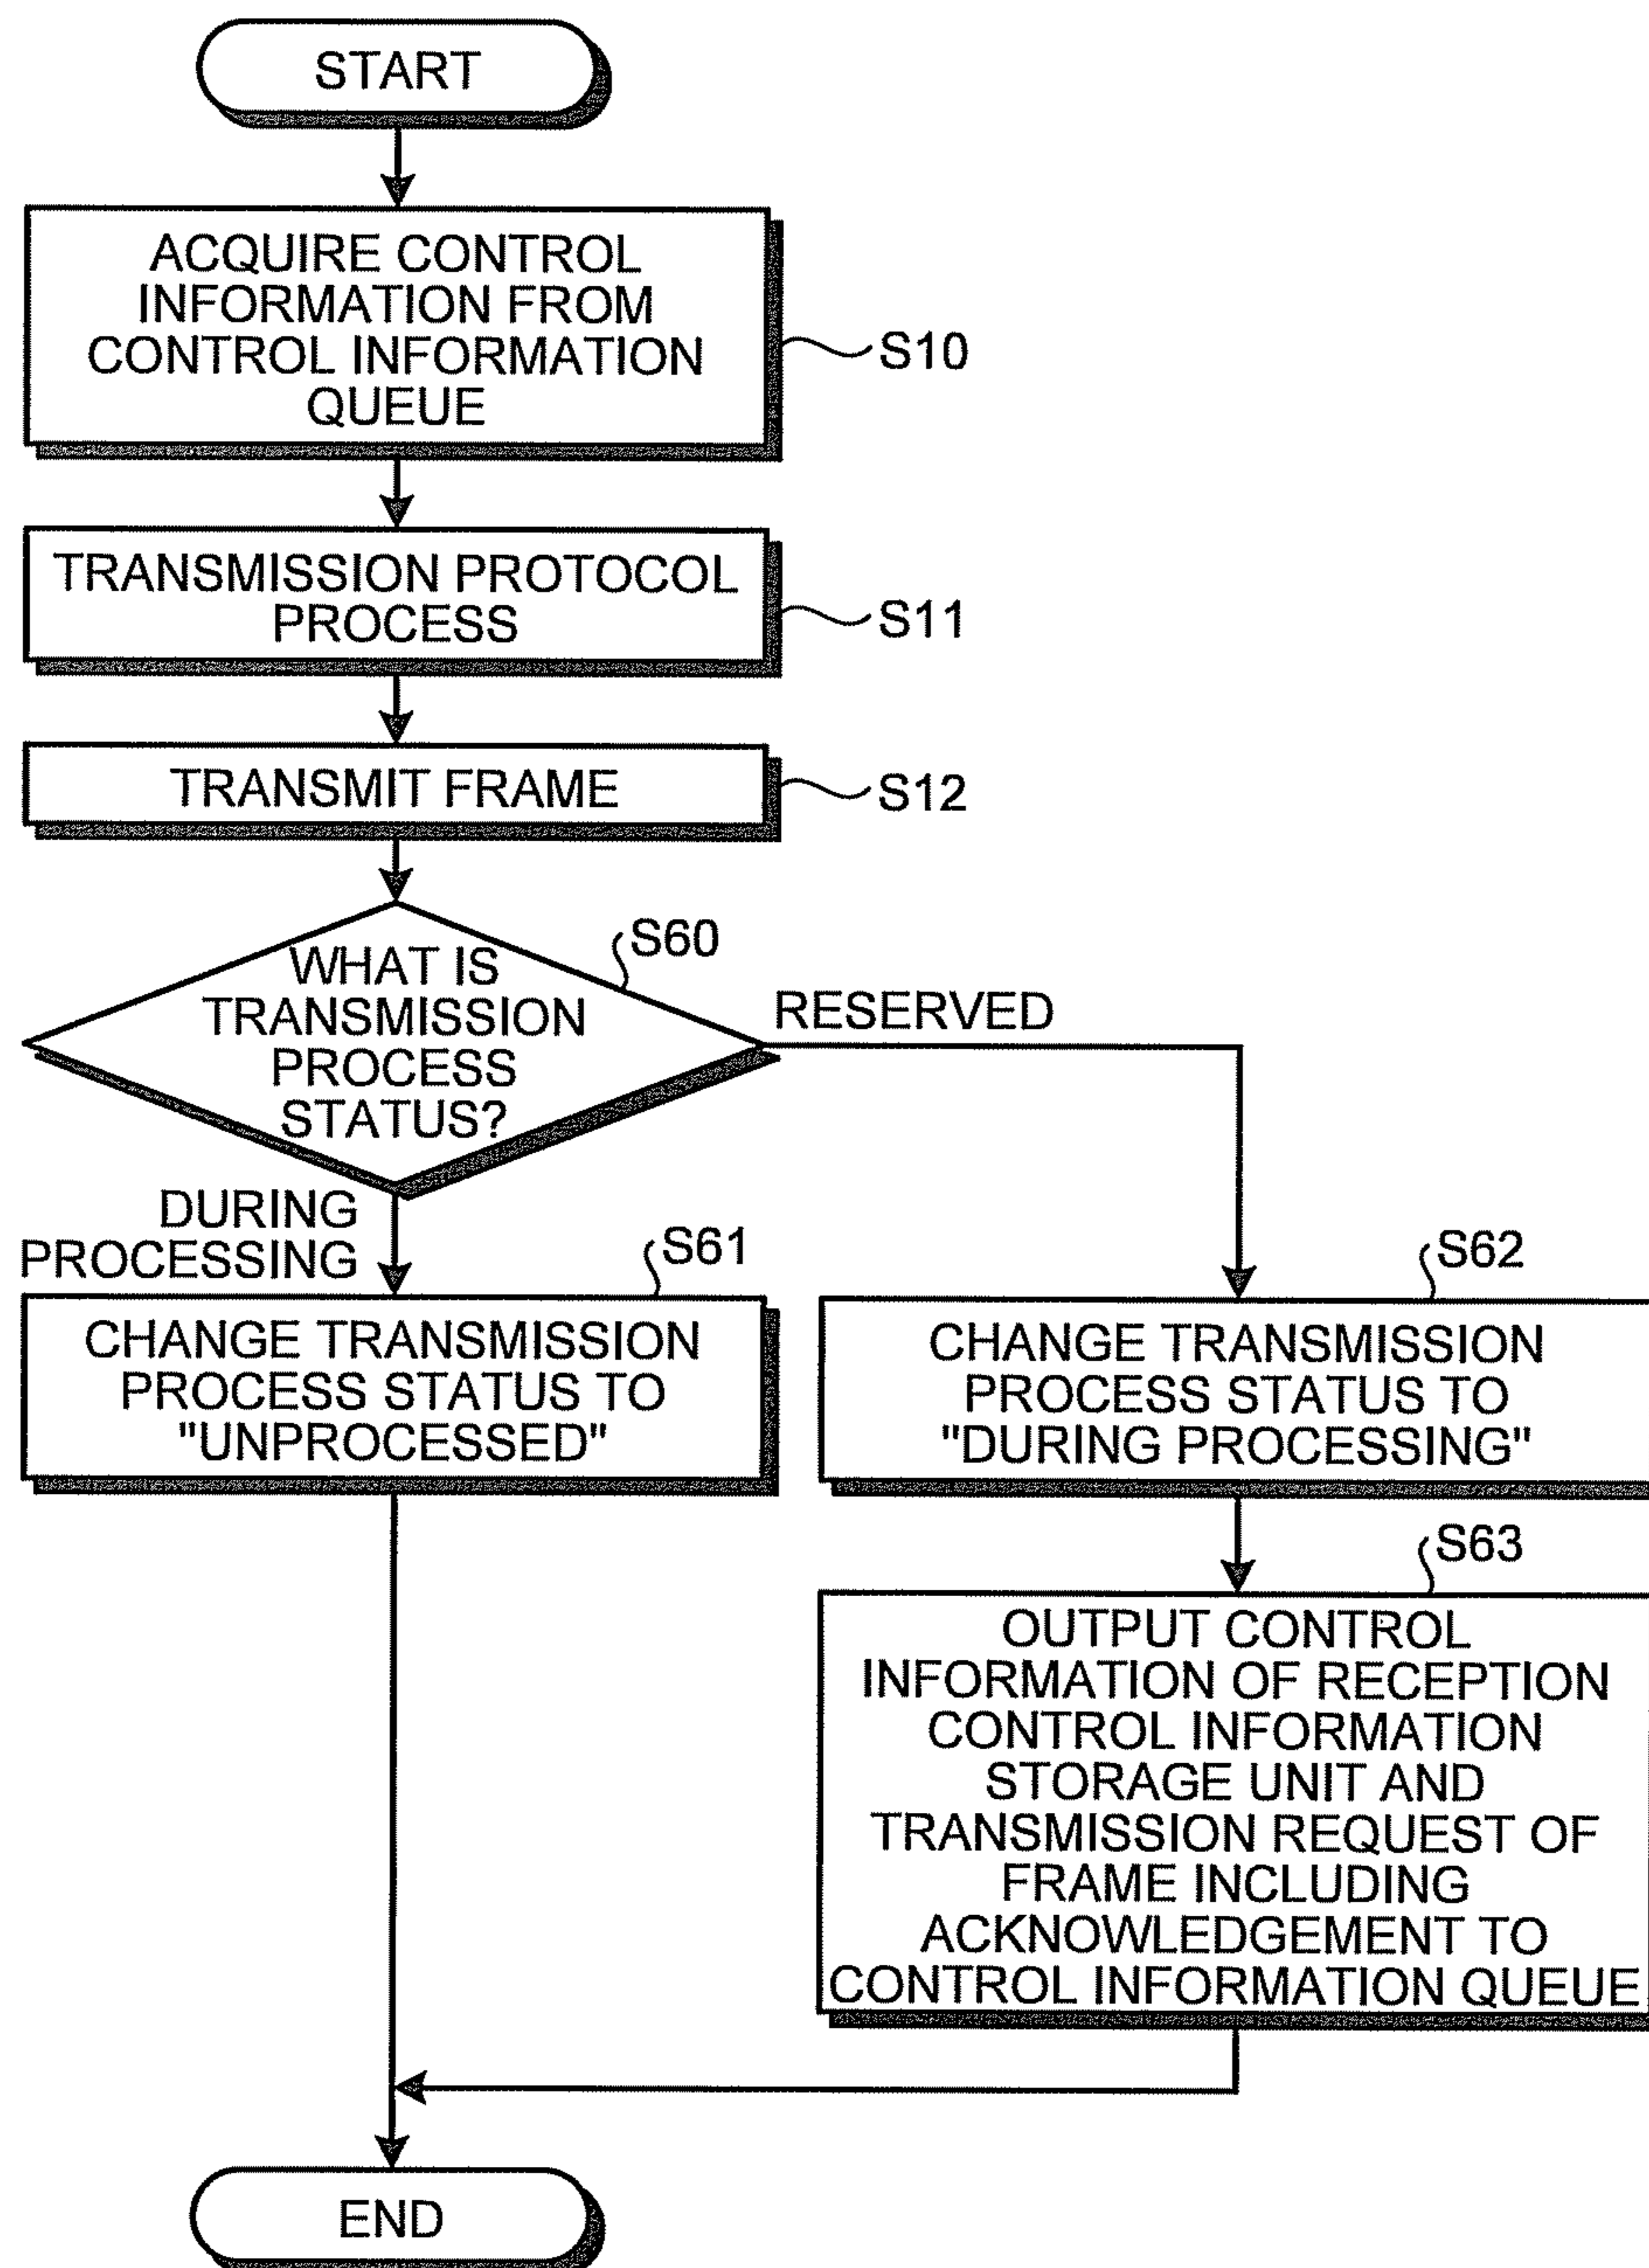 START
ACQUIRE CONTROL
INFORMATION FROM
CONTROL INFORMATION
QUEUE
S10
TRANSMISSION PROTOCOL
PROCESS
S11
TRANSMIT FRAME
S12
S60
WHAT IS
TRANSMISSION
PROCESS
STATUS?
RESERVED
DURING
PROCESSING
S61
CHANGE TRANSMISSION
PROCESS STATUS TO
"UNPROCESSED"
S62
CHANGE TRANSMISSION
PROCESS STATUS TO
"DURING PROCESSING"
S63
OUTPUT CONTROL
INFORMATION OF RECEPTION
CONTROL INFORMATION
STORAGE UNIT AND
TRANSMISSION REQUEST OF
FRAME INCLUDING
ACKNOWLEDGEMENT TO
CONTROL INFORMATION QUEUE
END